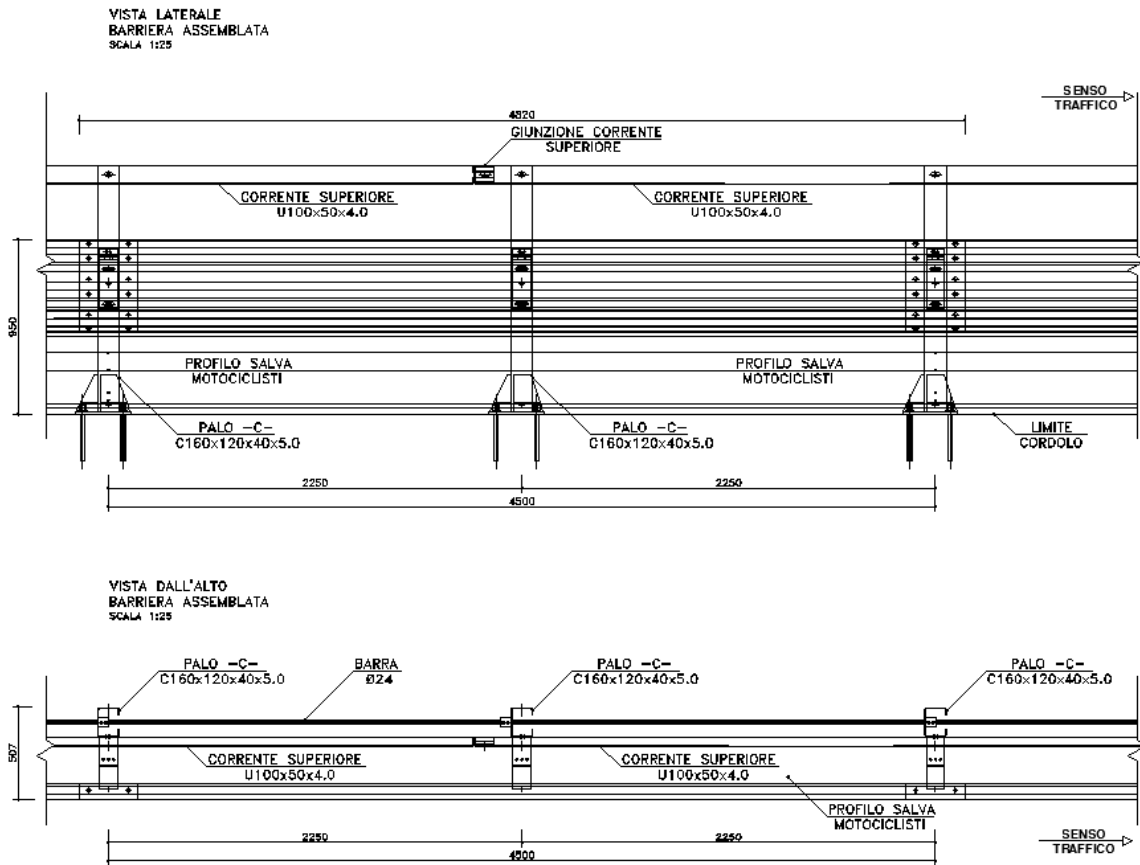 VISTA LATERALE
BARRIERA ASSEMBLATA
SCALA 1:25
SENSO
TRAFFICO
4820
GIUNZIONE CORRENTE
SUPERIORE
CORRENTE SUPERIORE
U100x50x4.0
CORRENTE SUPERIORE
U100x50x4.0
950
PROFILO SALVA
MOTOCICLISTI
PROFILO SALVA
MOTOCICLISTI
PALO -C-
C160x120x40x5.0
PALO -C-
C160x120x40x5.0
LIMITE
CORDOLO
2250
2250
4500
VISTA DALL'ALTO
BARRIERA ASSEMBLATA
SCALA 1:25
PALO -C-
C160x120x40x5.0
BARRA
Ø24
PALO -C-
C160x120x40x5.0
PALO -C-
C160x120x40x5.0
507
CORRENTE SUPERIORE
U100x50x4.0
CORRENTE SUPERIORE
U100x50x4.0
PROFILO SALVA
MOTOCICLISTI
2250
2250
SENSO
TRAFFICO
4500